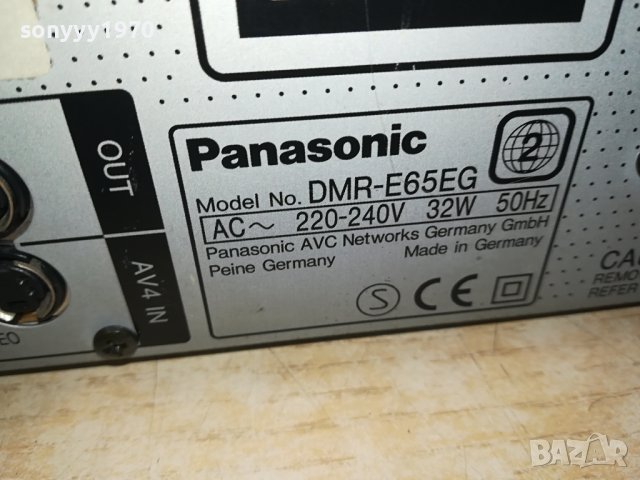 sonyyy1970
OUT
AV4 IN
Panasonic
2
Model No. DMR-E65EG
AC~ 220-240V 32W 50Hz
Panasonic AVC Networks Germany GmbH
Peine Germany Made in Germany
S CE
REFER
BAZAR